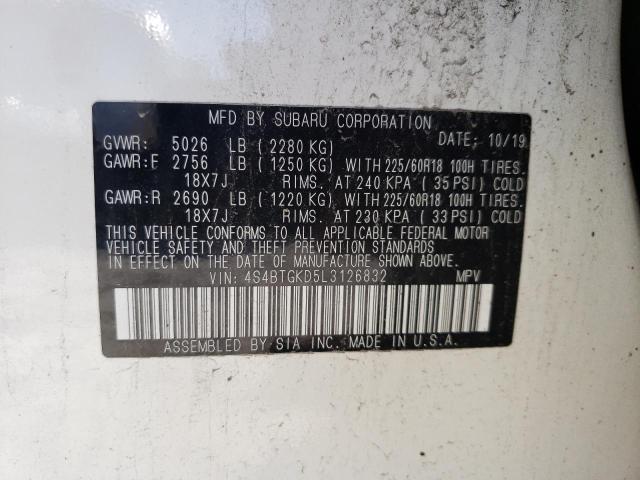 MFD BY SUBARU CORPORATION
GVWR: 5026 LB ( 2280 KG) DATE: 10/19
GAWR:F 2756 LB ( 1250 KG) WITH 225/60R18 100H TIRES.
18X7J RIMS. AT 240 KPA ( 35 PSI) COLD
GAWR:R 2690 LB ( 1220 KG) WITH 225/60R18 100H TIRES.
18X7J RIMS. AT 230 KPA ( 33 PSI) COLD
THIS VEHICLE CONFORMS TO ALL APPLICABLE FEDERAL MOTOR
VEHICLE SAFETY AND THEFT PREVENTION STANDARDS
IN EFFECT ON THE DATE OF MANUFACTURE SHOWN ABOVE.
VIN: 4S4BTGKD5L3126832 MPV
ASSEMBLED BY SIA INC. MADE IN U.S.A.